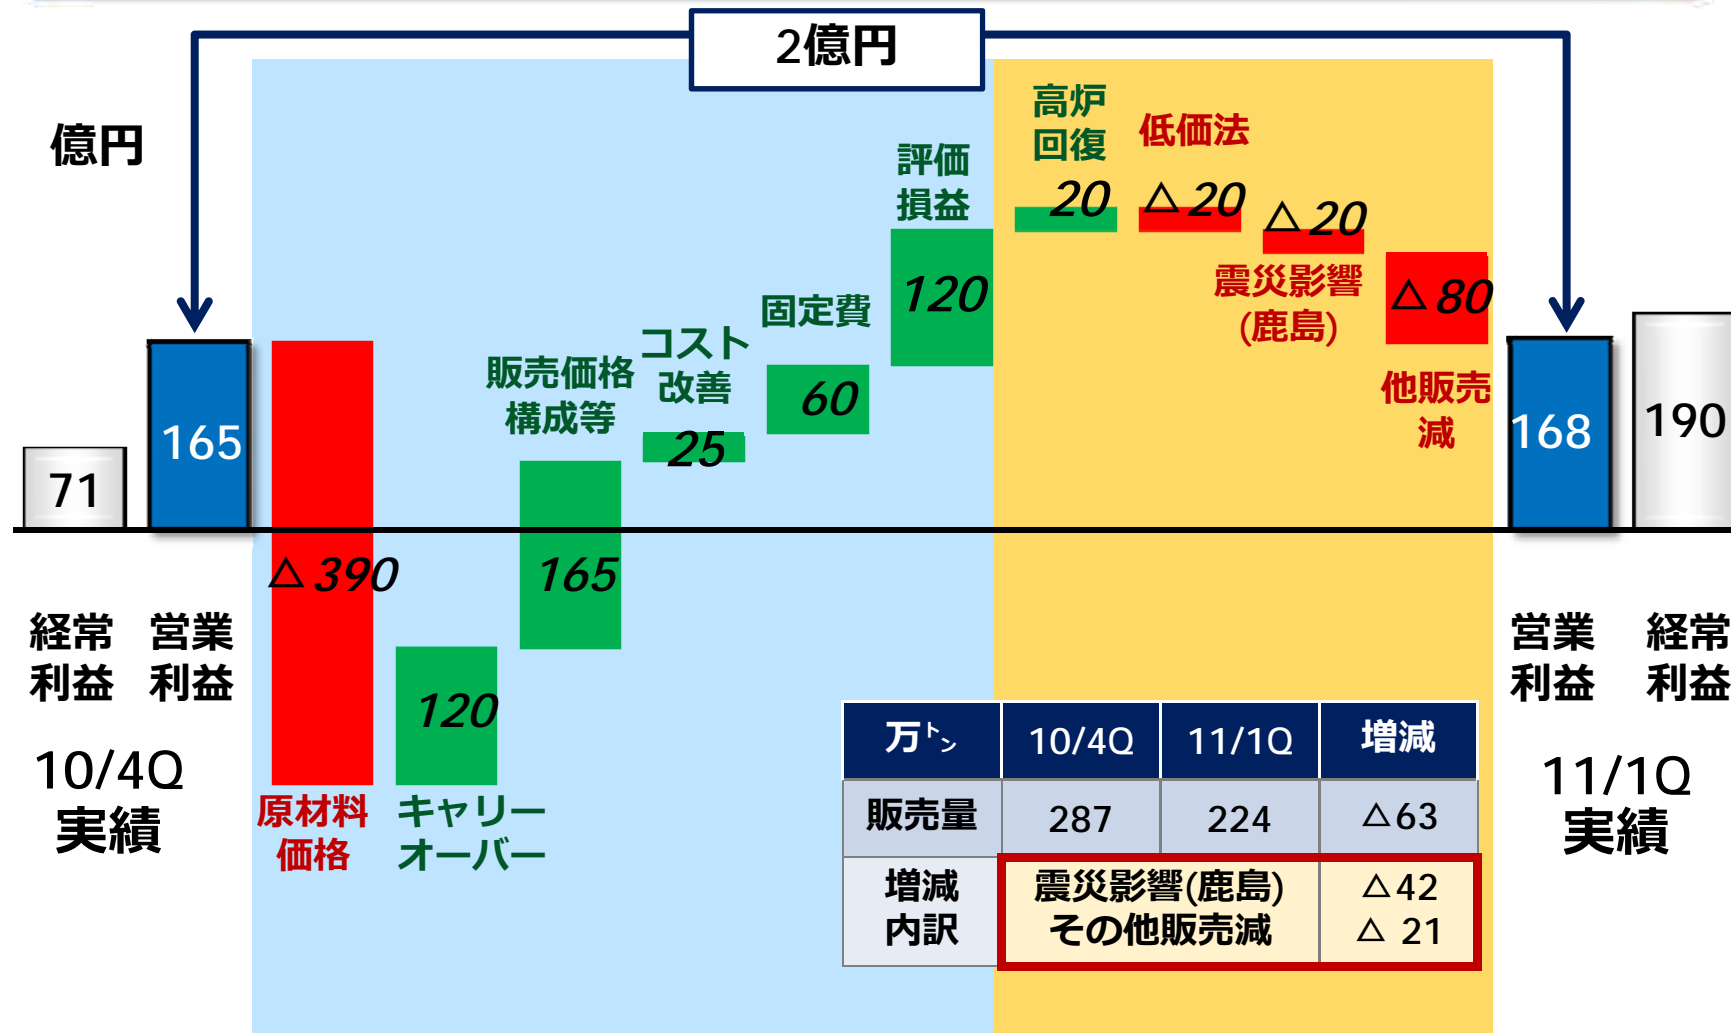 2億円
億円
高炉
回復
20
低価法
△20
△20
震災影響
(鹿島)
△80
他販売
減
評価
損益
120
固定費
60
コスト
改善
25
販売価格
構成等
165
71
165
△390
120
168
190
経常
利益
営業
利益
10/4Q
実績
原材料
価格
キャリー
オーバー
営業
利益
経常
利益
11/1Q
実績
万トン 10/4Q 11/1Q 増減
販売量 287 224 △63
増減 震災影響(鹿島) △42
内訳 その他販売減 △ 21